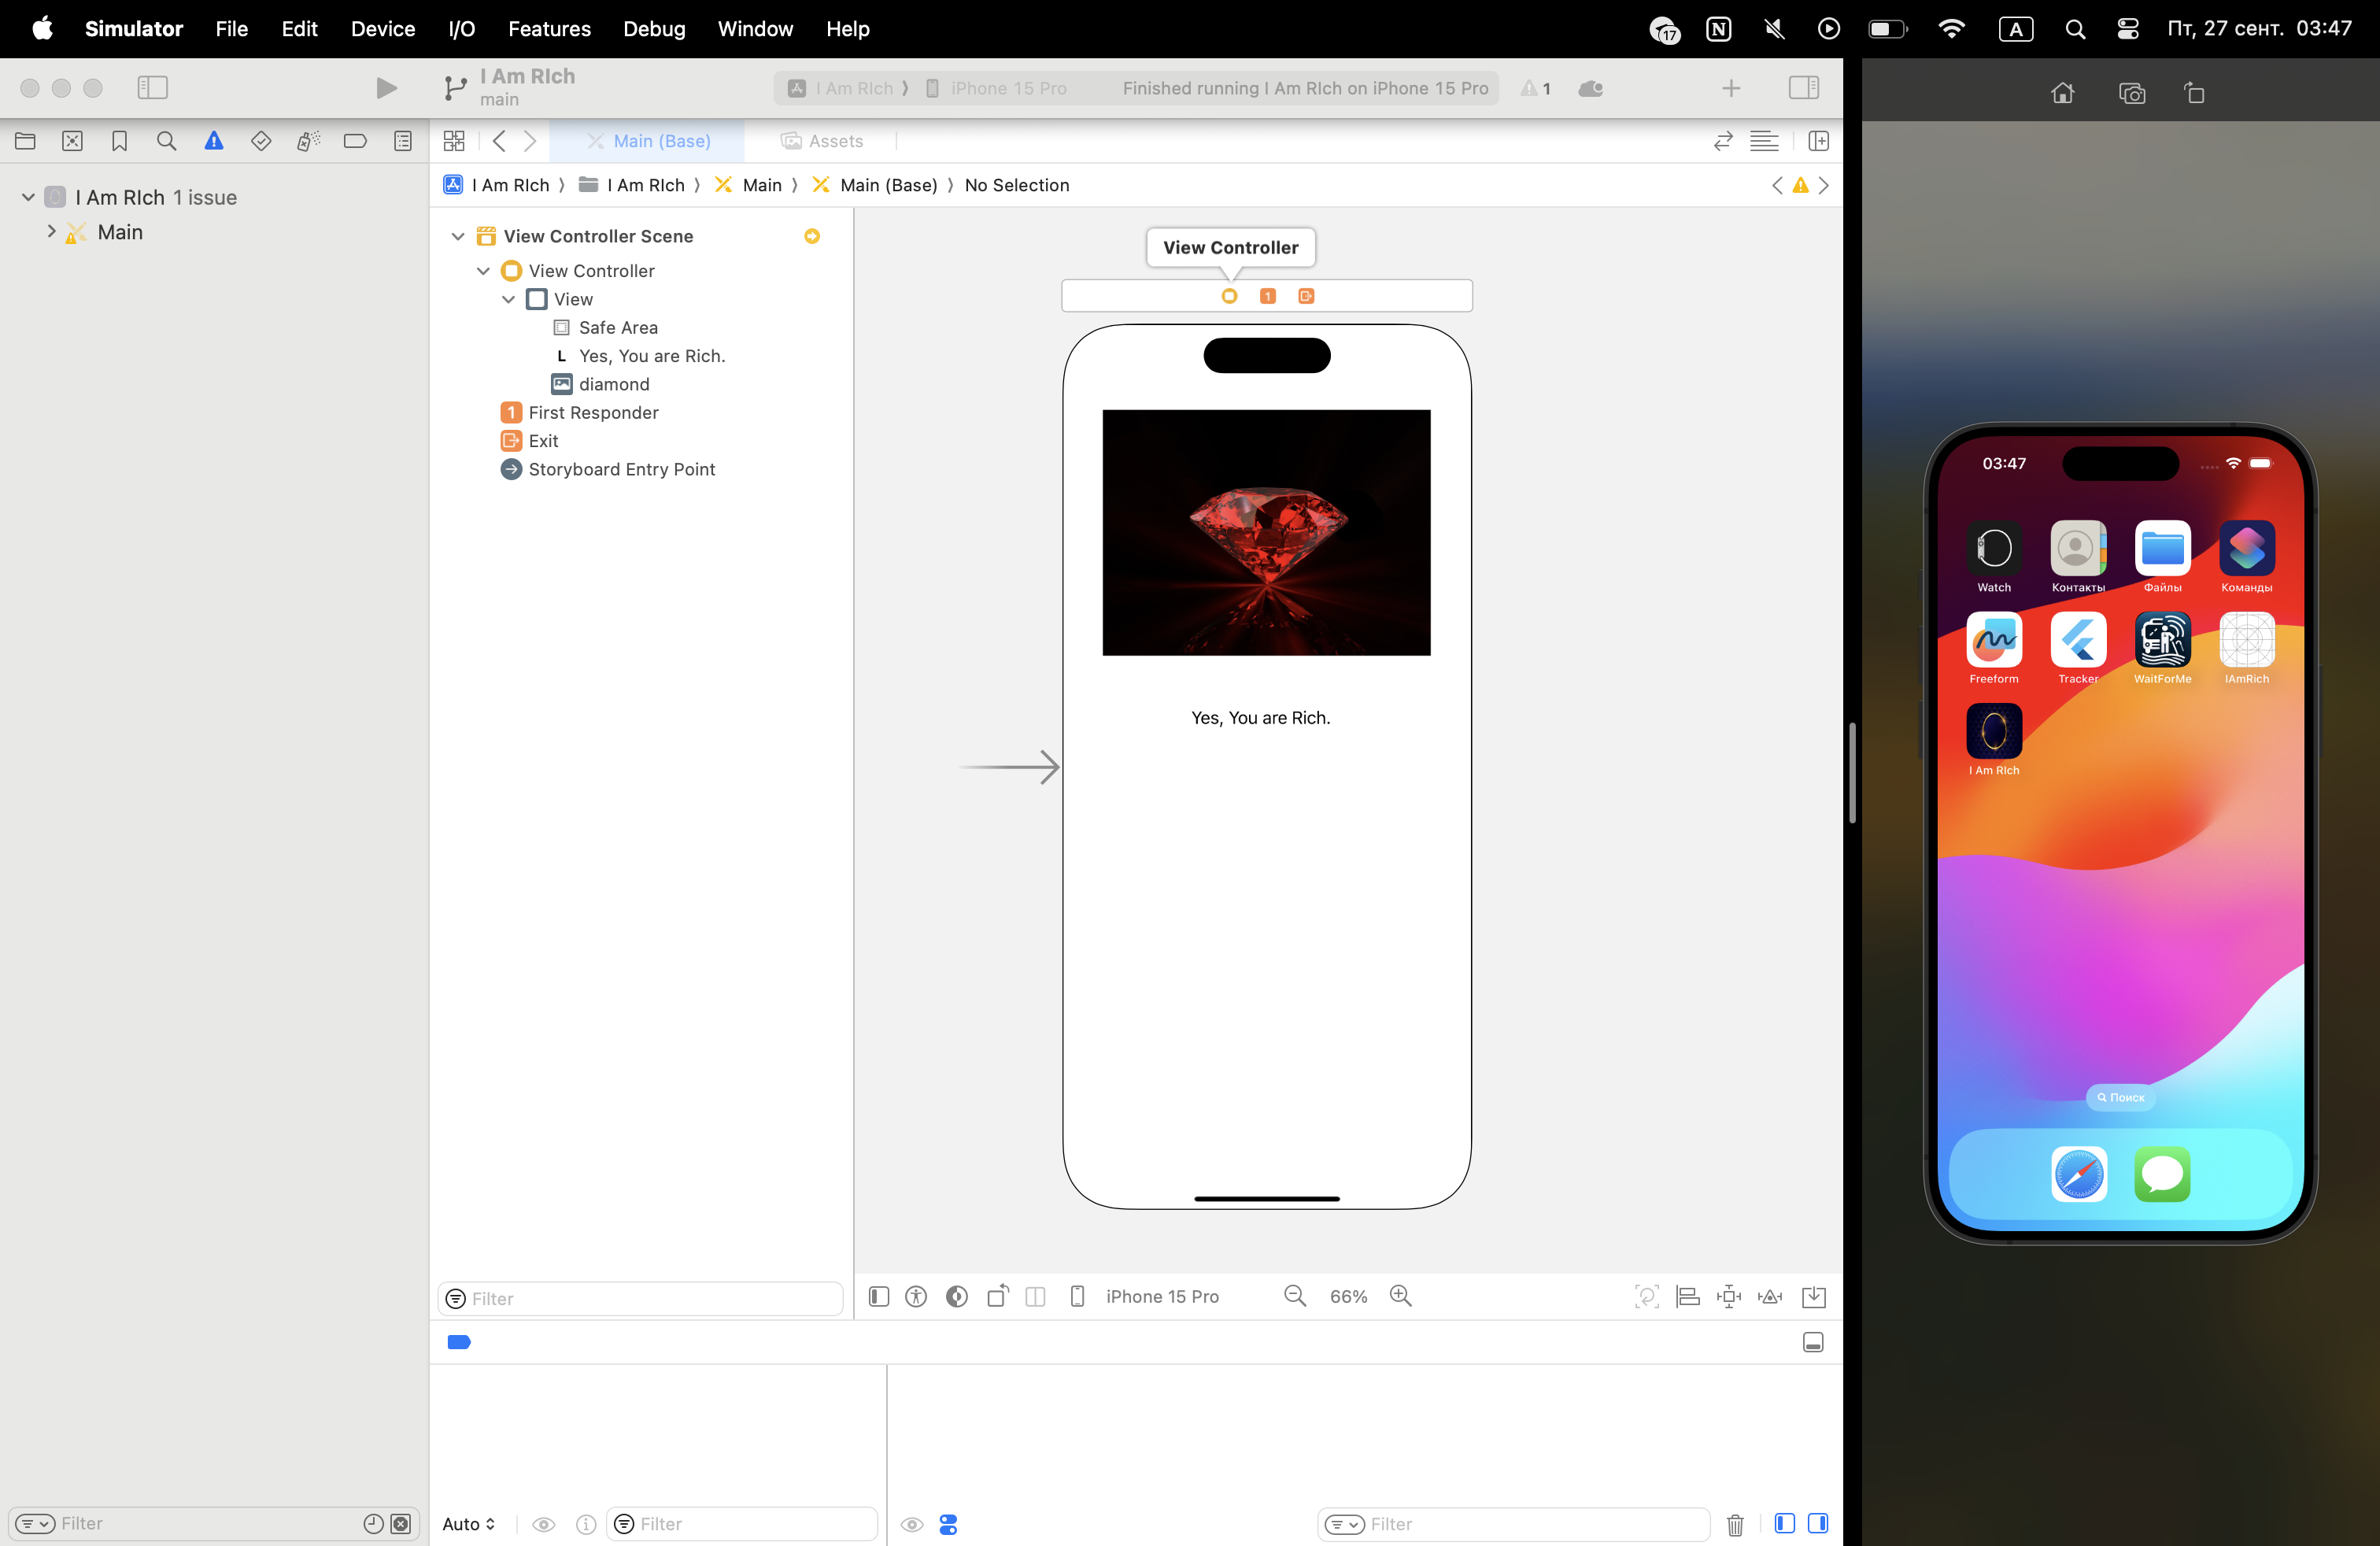 Simulator File Edit Device I/O Features Debug Window Help
17 N A Пт, 27 сент. 03:47
I Am RIch
main
I Am RIch ⟩ iPhone 15 Pro Finished running I Am RIch on iPhone 15 Pro 1
Main (Base) Assets
I Am RIch ⟩ I Am RIch ⟩ Main ⟩ Main (Base) ⟩ No Selection
I Am RIch 1 issue
Main
View Controller Scene
View Controller
View
Safe Area
L Yes, You are Rich.
diamond
1 First Responder
Exit
Storyboard Entry Point
Filter
View Controller
1
Yes, You are Rich.
iPhone 15 Pro 66%
Auto Filter
Filter
Filter
03:47
Watch Контакты Файлы Команды
Freeform Tracker WaitForMe IAmRich
I Am RIch
Поиск